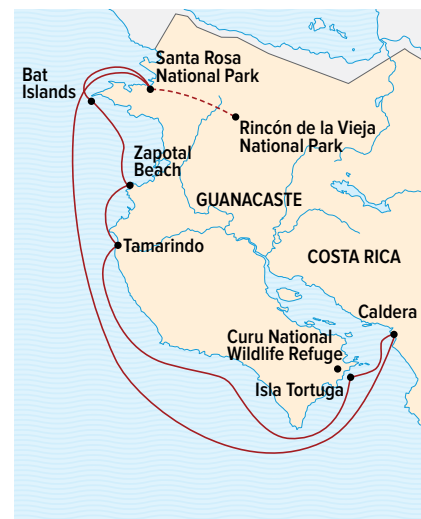 Santa Rosa
National Park
Bat
Islands
Rincón de la Vieja
National Park
Zapotal
Beach
GUANACASTE
Tamarindo
COSTA RICA
Caldera
Curu National
Wildlife Refuge
Isla Tortuga